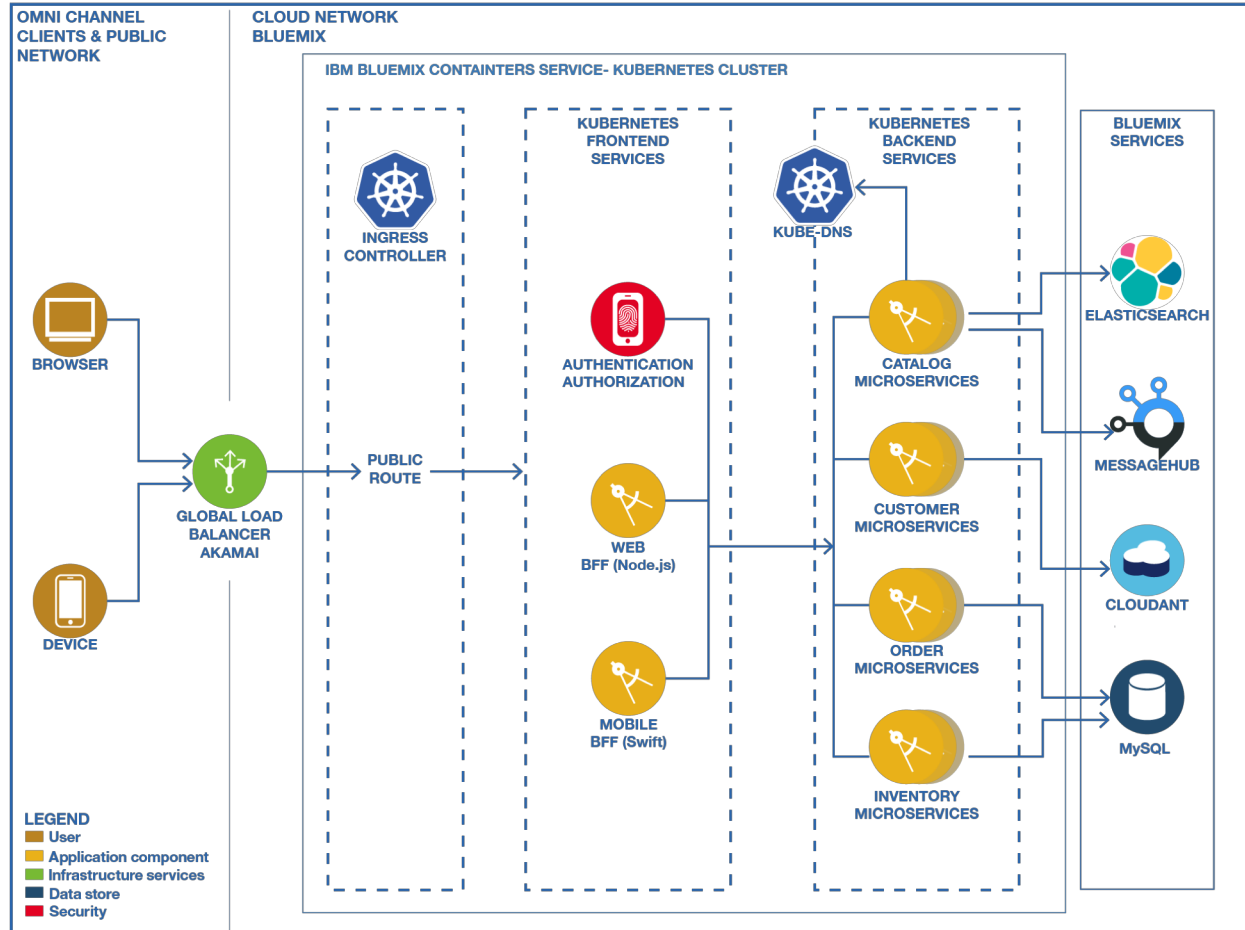 OMNI CHANNEL
CLIENTS & PUBLIC
NETWORK
CLOUD NETWORK
BLUEMIX
IBM BLUEMIX CONTAINTERS SERVICE- KUBERNETES CLUSTER
INGRESS
CONTROLLER
KUBERNETES
FRONTEND
SERVICES
KUBERNETES
BACKEND
SERVICES
BLUEMIX
SERVICES
KUBE-DNS
BROWSER
DEVICE
GLOBAL LOAD
BALANCER
AKAMAI
PUBLIC
ROUTE
AUTHENTICATION
AUTHORIZATION
WEB
BFF (Node.js)
MOBILE
BFF (Swift)
CATALOG
MICROSERVICES
CUSTOMER
MICROSERVICES
ORDER
MICROSERVICES
INVENTORY
MICROSERVICES
ELASTICSEARCH
MESSAGEHUB
CLOUDANT
MySQL
LEGEND
User
Application component
Infrastructure services
Data store
Security